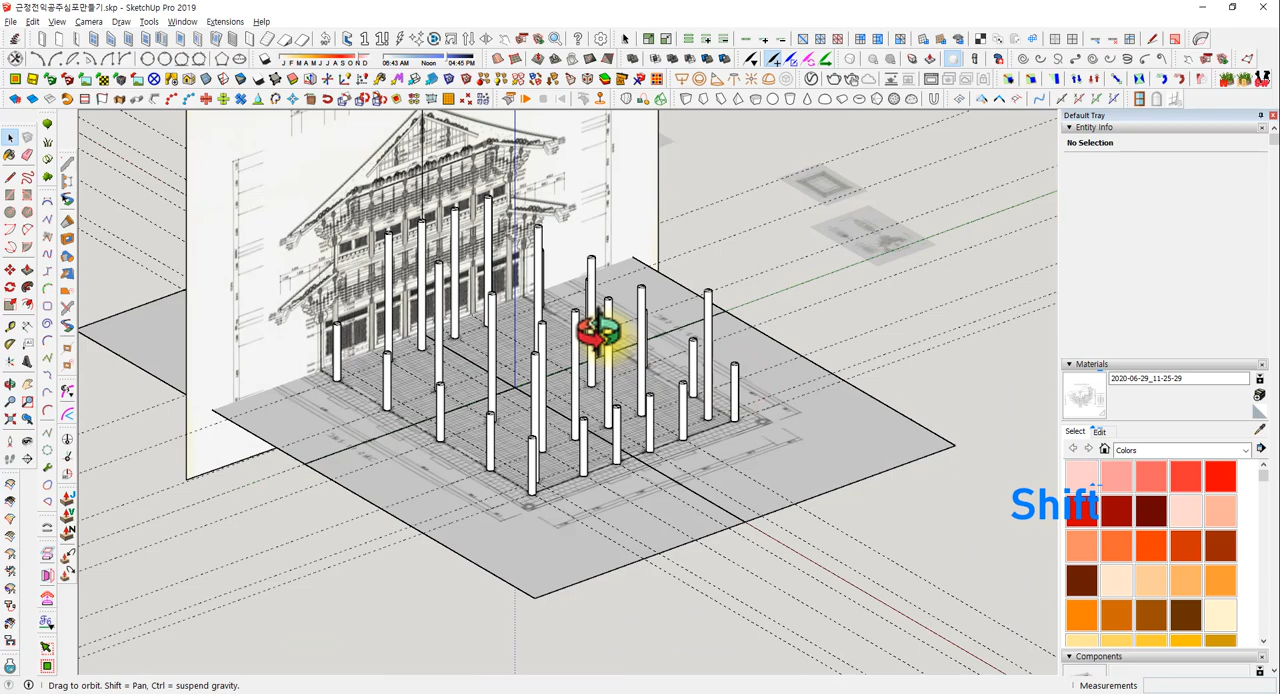 근정전익공주심포만들기.skp - SketchUp Pro 2019
File Edit View Camera Draw Tools Window Extensions Help
J F M A M J J A S O N D
06:43 AM Noon 04:45 PM
Default Tray
Entity Info
No Selection
Materials
2020-06-29_11-25-29
Select Edit
Colors
Shift
Components
Drag to orbit. Shift = Pan, Ctrl = suspend gravity.
Measurements